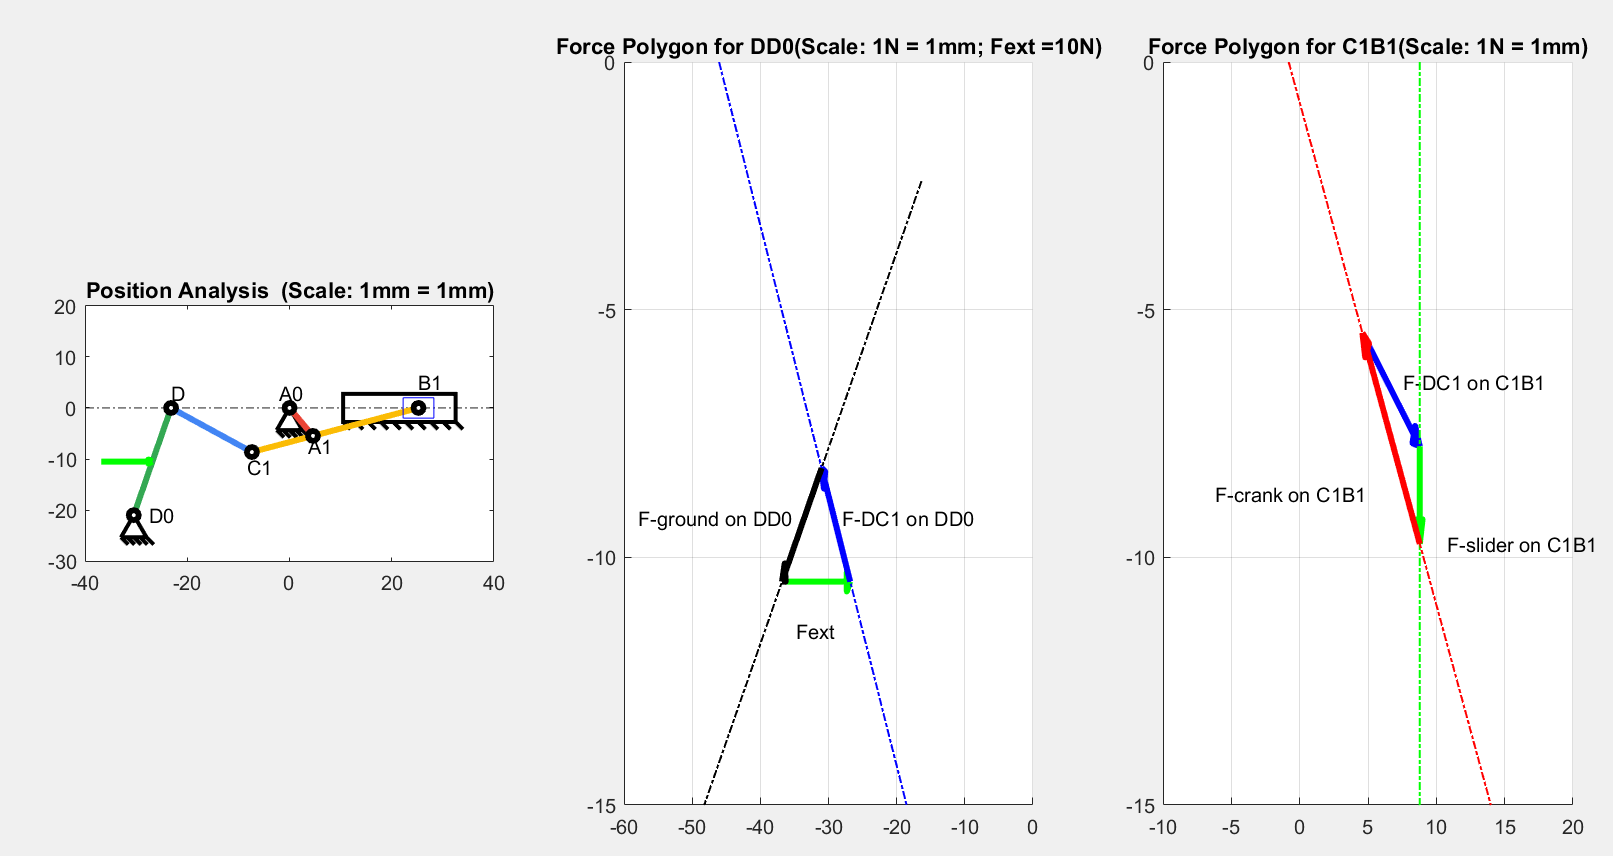 Position Analysis  (Scale: 1mm = 1mm)
20
10
0
-10
-20
-30
-40
-20
0
20
40
D
A0
B1
A1
C1
D0
Force Polygon for DD0(Scale: 1N = 1mm; Fext =10N)
0
-5
-10
-15
-60
-50
-40
-30
-20
-10
0
F-ground on DD0
F-DC1 on DD0
Fext
Force Polygon for C1B1(Scale: 1N = 1mm)
0
-5
-10
-15
-10
-5
0
5
10
15
20
F-DC1 on C1B1
F-crank on C1B1
F-slider on C1B1